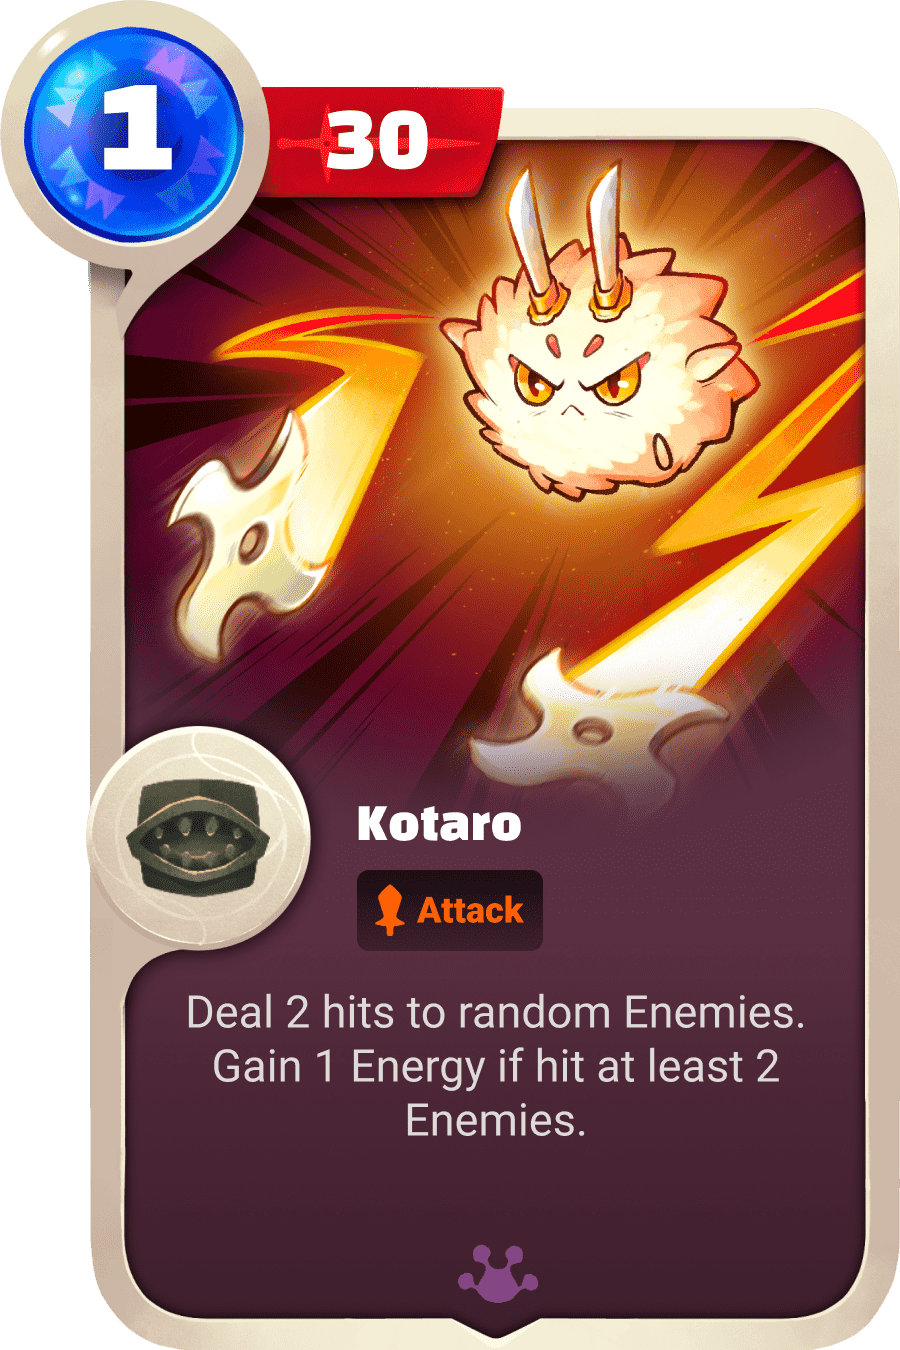 1
30
Kotaro
Attack
Deal 2 hits to random Enemies.
Gain 1 Energy if hit at least 2
Enemies.